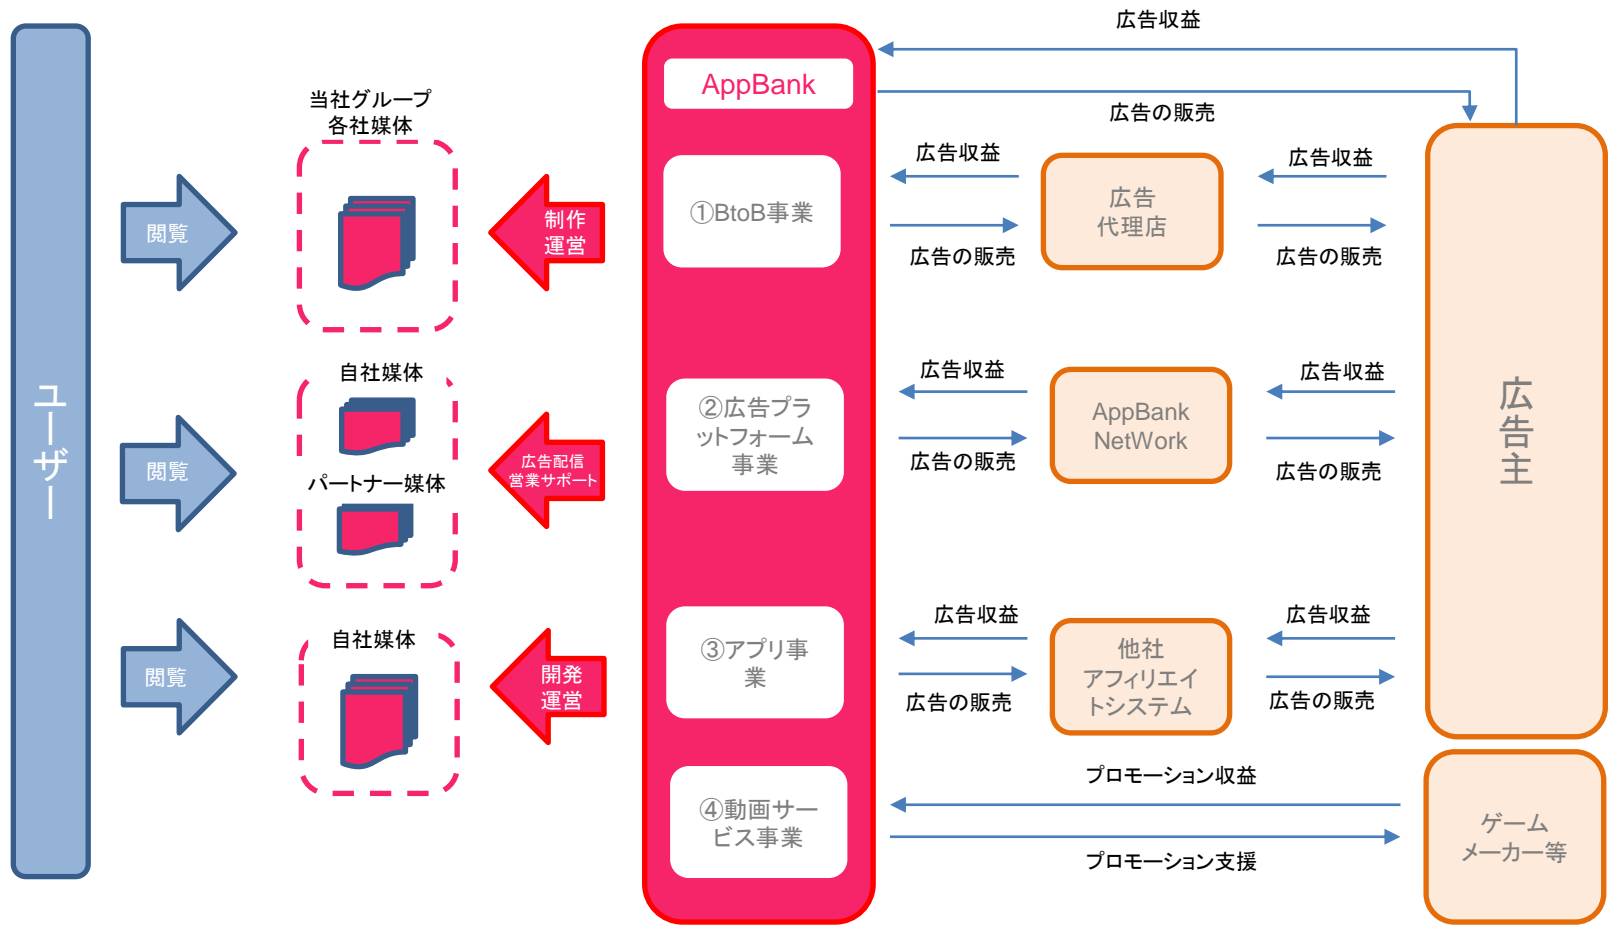 広告収益
AppBank
広告の販売
当社グループ
各社媒体
広告収益
広告収益
閲覧
制作
運営
①BtoB事業
広告
代理店
広告の販売
広告の販売
ユーザー
自社媒体
パートナー媒体
閲覧
広告配信
営業サポート
②広告プラ
ットフォーム
事業
広告収益
広告収益
AppBank
NetWork
広告の販売
広告の販売
広告主
自社媒体
閲覧
開発
運営
③アプリ事
業
広告収益
広告収益
他社
アフィリエイ
トシステム
広告の販売
広告の販売
④動画サー
ビス事業
プロモーション収益
プロモーション支援
ゲーム
メーカー等